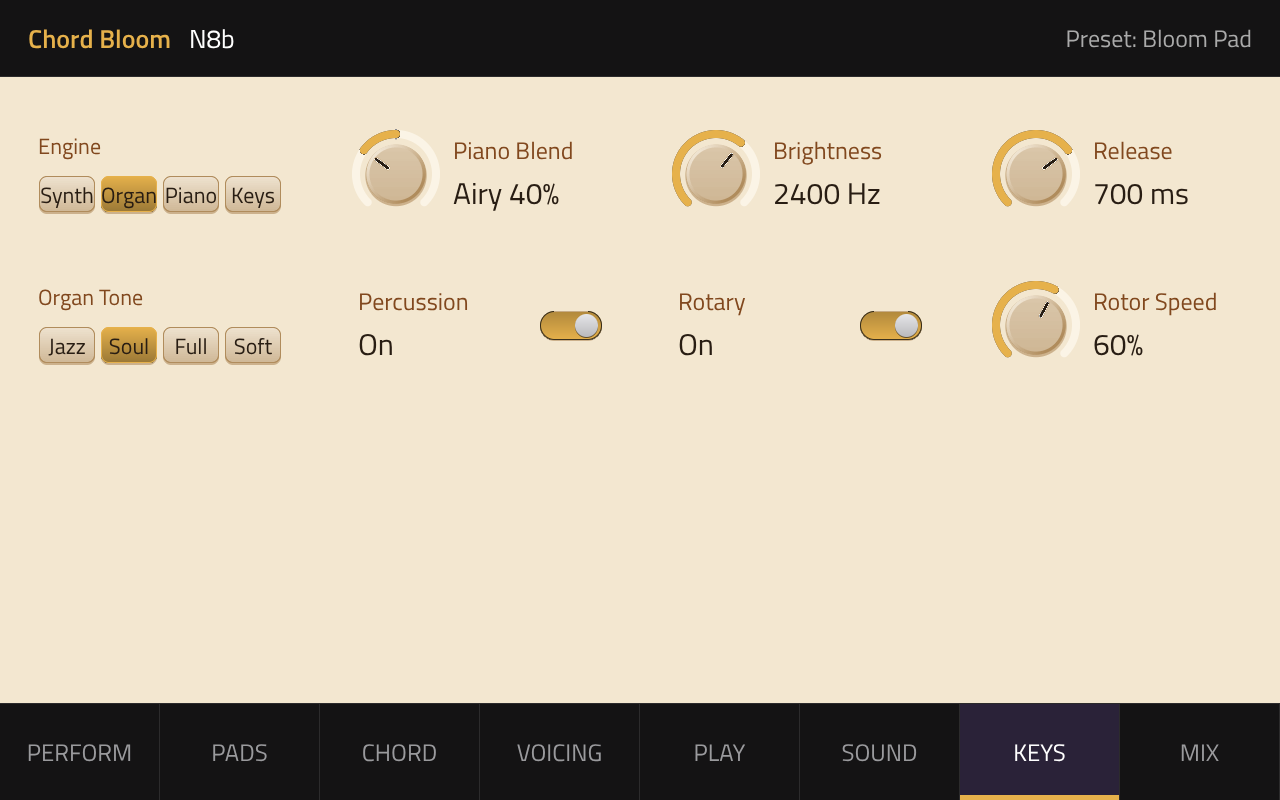 Chord Bloom N8b
Preset: Bloom Pad
Engine
Synth Organ Piano Keys
Piano Blend
Airy 40%
Brightness
2400 Hz
Release
700 ms
Organ Tone
Jazz Soul Full Soft
Percussion
On
Rotary
On
Rotor Speed
60%
PERFORM PADS CHORD VOICING PLAY SOUND KEYS MIX